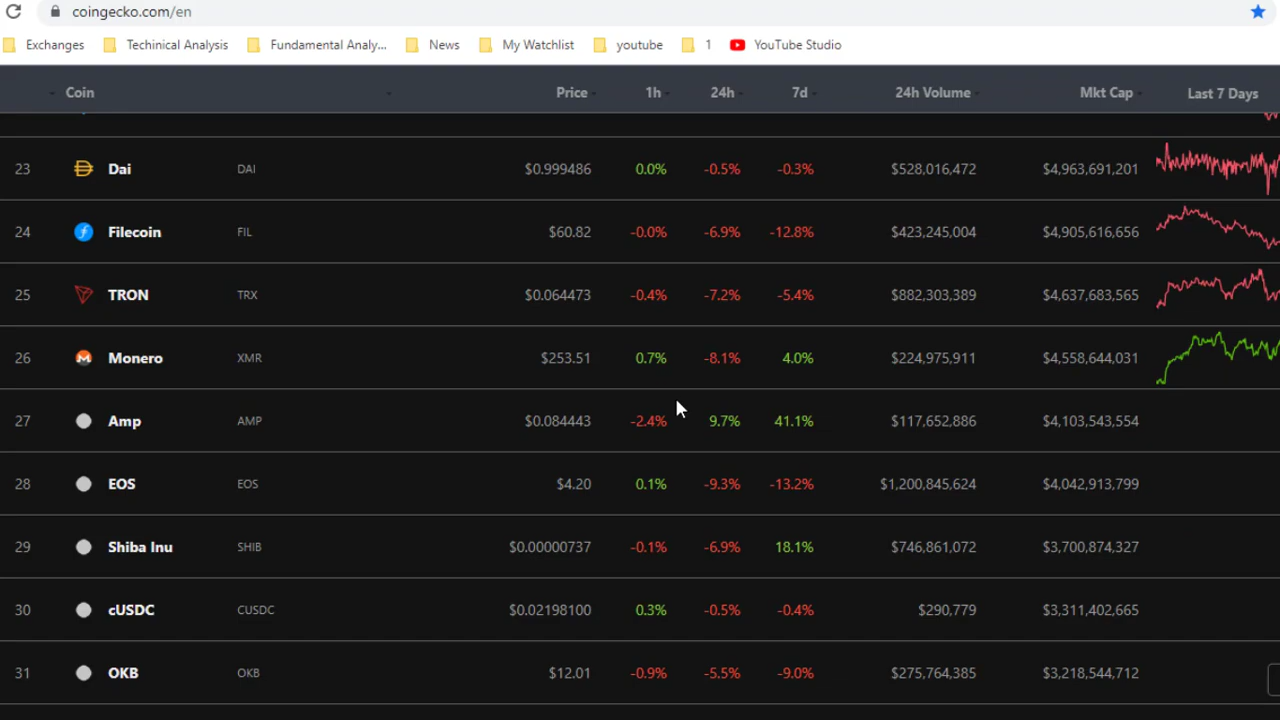 coingecko.com/en
Exchanges Techinical Analysis Fundamental Analy... News My Watchlist youtube 1 YouTube Studio
Coin Price 1h 24h 7d 24h Volume Mkt Cap Last 7 Days
23 Dai DAI $0.999486 0.0% -0.5% -0.3% $528,016,472 $4,963,691,201
24 Filecoin FIL $60.82 -0.0% -6.9% -12.8% $423,245,004 $4,905,616,656
25 TRON TRX $0.064473 -0.4% -7.2% -5.4% $882,303,389 $4,637,683,565
26 Monero XMR $253.51 0.7% -8.1% 4.0% $224,975,911 $4,558,644,031
27 Amp AMP $0.084443 -2.4% 9.7% 41.1% $117,652,886 $4,103,543,554
28 EOS EOS $4.20 0.1% -9.3% -13.2% $1,200,845,624 $4,042,913,799
29 Shiba Inu SHIB $0.00000737 -0.1% -6.9% 18.1% $746,861,072 $3,700,874,327
30 cUSDC CUSDC $0.02198100 0.3% -0.5% -0.4% $290,779 $3,311,402,665
31 OKB OKB $12.01 -0.9% -5.5% -9.0% $275,764,385 $3,218,544,712